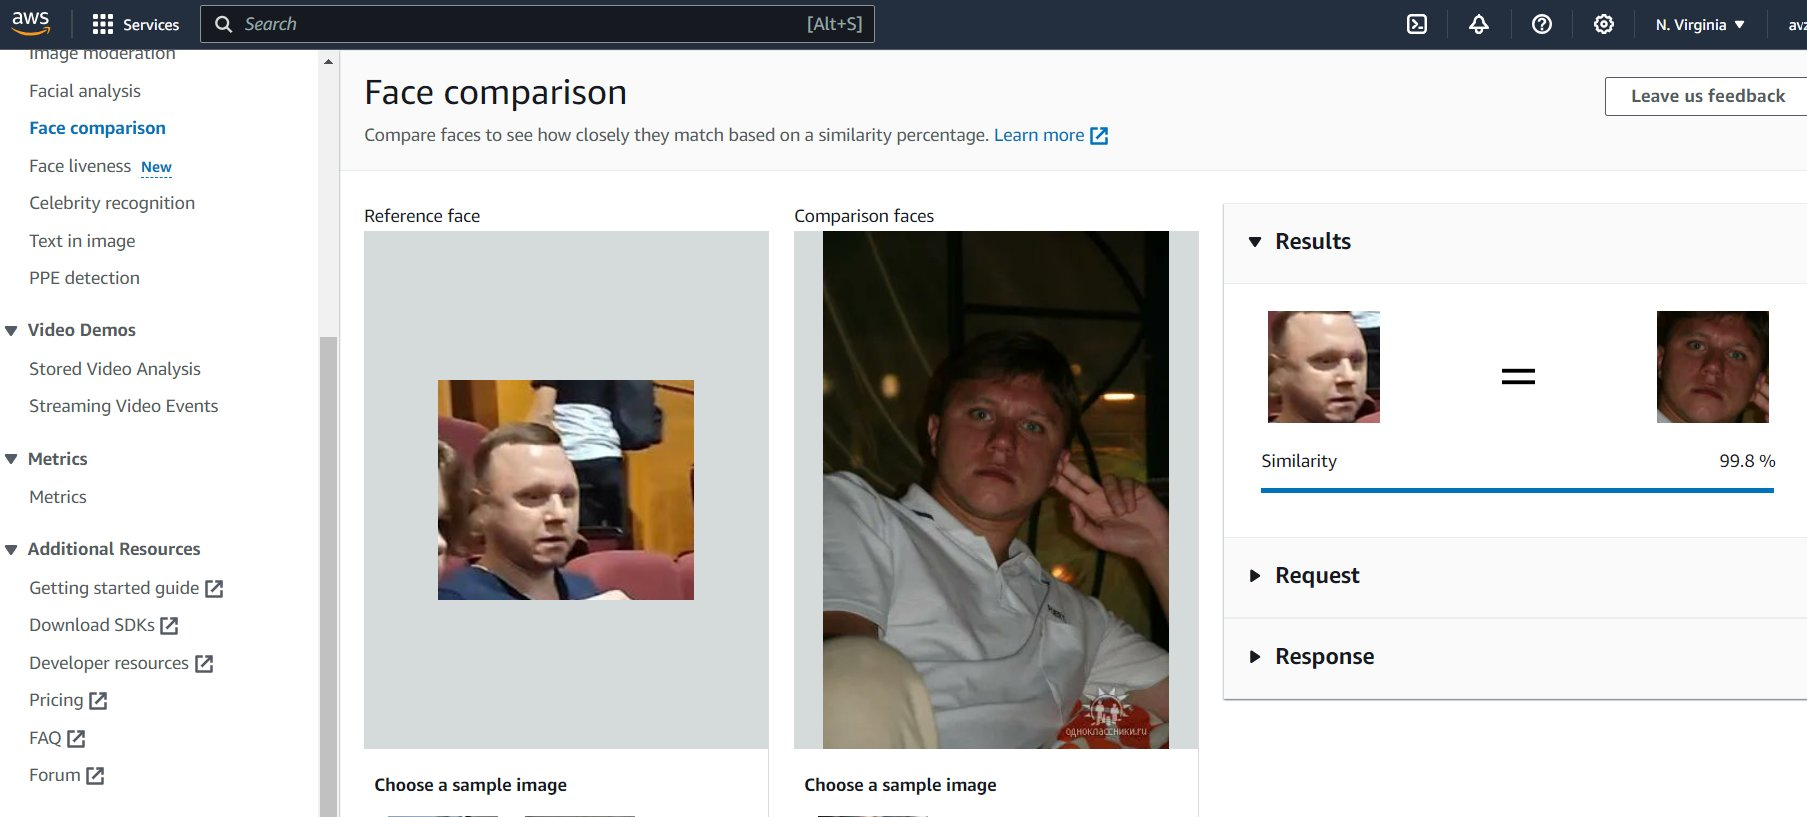 aws
Services
Search
[Alt+S]
N. Virginia
Image moderation
Facial analysis
Face comparison
Face liveness New
Celebrity recognition
Text in image
PPE detection
Video Demos
Stored Video Analysis
Streaming Video Events
Metrics
Metrics
Additional Resources
Getting started guide
Download SDKs
Developer resources
Pricing
FAQ
Forum
Face comparison
Leave us feedback
Compare faces to see how closely they match based on a similarity percentage. Learn more
Reference face
Comparison faces
одноклассники.ru
Choose a sample image
Choose a sample image
Results
=
Similarity
99.8 %
Request
Response